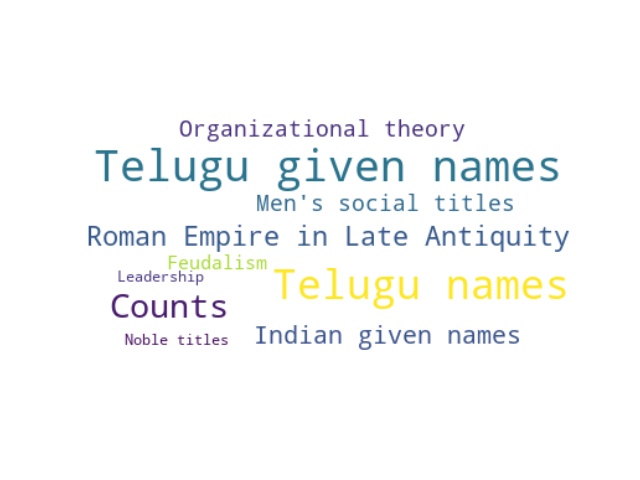 Organizational theory
Telugu given names
Men's social titles
Roman Empire in Late Antiquity
Feudalism
Leadership
Telugu names
Counts
Noble titles
Indian given names